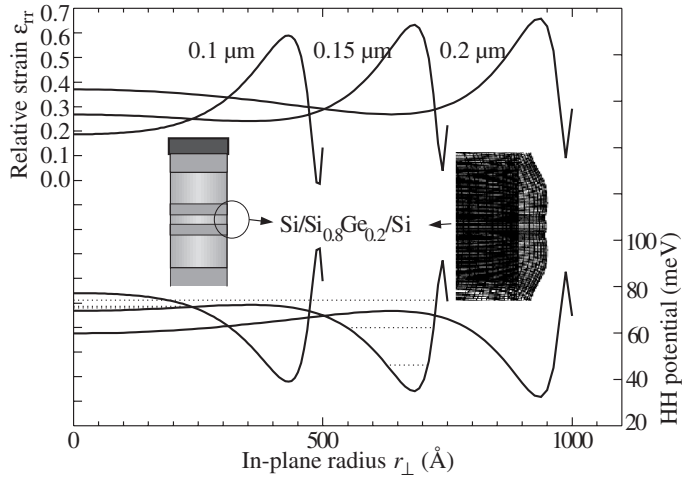 Relative strain ε_rr
0.7
0.6
0.5
0.4
0.3
0.2
0.1
0.0
0.1 μm
0.15 μm
0.2 μm
Si/Si0.8Ge0.2/Si
100
80
60
40
20
HH potential (meV)
0
500
1000
In-plane radius r⊥ (Å)